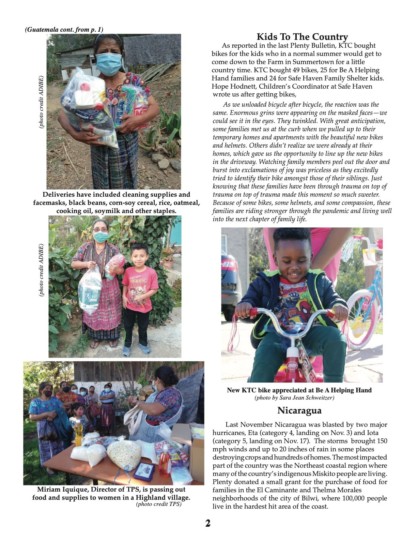 (Guatemala cont. from p. 1)
(photo credit ADIBE)
Deliveries have included cleaning supplies and
facemasks, black beans, corn-soy cereal, rice, oatmeal,
cooking oil, soymilk and other staples.
(photo credit ADIBE)
Miriam Iquique, Director of TPS, is passing out
food and supplies to women in a Highland village.
(photo credit TPS)
Kids To The Country
As reported in the last Plenty Bulletin, KTC bought
bikes for the kids who in a normal summer would get to
come down to the Farm in Summertown for a little
country time. KTC bought 49 bikes, 25 for Be A Helping
Hand families and 24 for Safe Haven Family Shelter kids.
Hope Hodnett, Children's Coordinator at Safe Haven
wrote us after getting bikes,
As we unloaded bicycle after bicycle, the reaction was the
same. Enormous grins were appearing on the masked faces—we
could see it in the eyes. They twinkled. With great anticipation,
some families met us at the curb when we pulled up to their
temporary homes and apartments with the beautiful new bikes
and helmets. Others didn't realize we were already at their
homes, which gave us the opportunity to line up the new bikes
in the driveway. Watching family members peel out the door and
burst into exclamations of joy was priceless as they excitedly
tried to identify their bike amongst those of their siblings. Just
knowing that these families have been through trauma on top of
trauma on top of trauma made this moment so much sweeter.
Because of some bikes, some helmets, and some compassion, these
families are riding stronger through the pandemic and living well
into the next chapter of family life.
New KTC bike appreciated at Be A Helping Hand
(photo by Sara Jean Schweitzer)
Nicaragua
Last November Nicaragua was blasted by two major
hurricanes, Eta (category 4, landing on Nov. 3) and Iota
(category 5, landing on Nov. 17). The storms brought 150
mph winds and up to 20 inches of rain in some places
destroying crops and hundreds of homes. The most impacted
part of the country was the Northeast coastal region where
many of the country's indigenous Miskito people are living.
Plenty donated a small grant for the purchase of food for
families in the El Caminante and Thelma Morales
neighborhoods of the city of Bilwi, where 100,000 people
live in the hardest hit area of the coast.
2